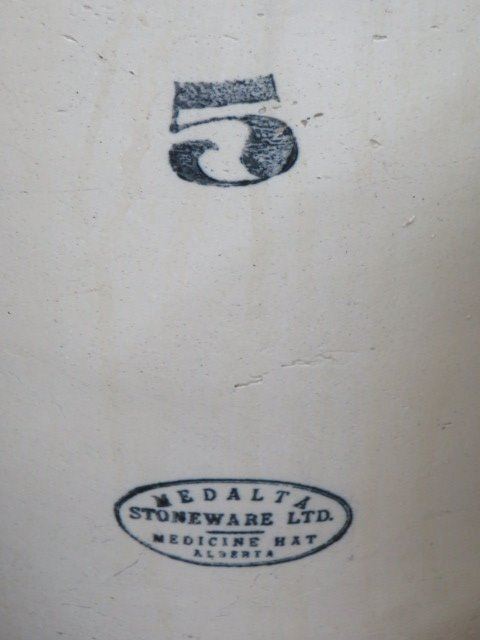 5
MEDALTA
STONEWARE LTD.
MEDICINE HAT
ALBERTA